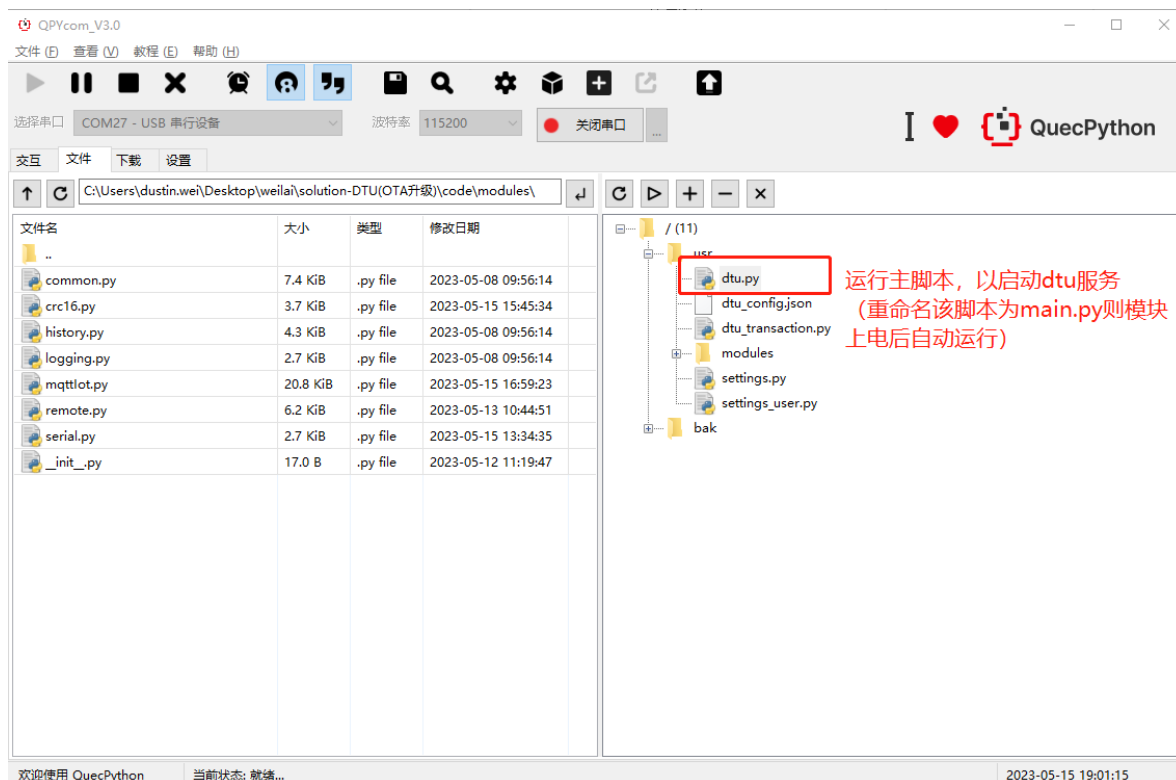 QPYcom_V3.0
文件 (F) 查看 (V) 教程 (E) 帮助 (H)
选择串口 COM27 - USB 串行设备 波特率 115200 关闭串口 ...
I QuecPython
交互 文件 下载 设置
C:\Users\dustin.wei\Desktop\weilai\solution-DTU(OTA升级)\code\modules\
文件名 大小 类型 修改日期
..
common.py 7.4 KiB .py file 2023-05-08 09:56:14
crc16.py 3.7 KiB .py file 2023-05-15 15:45:34
history.py 4.3 KiB .py file 2023-05-08 09:56:14
logging.py 2.7 KiB .py file 2023-05-08 09:56:14
mqttIot.py 20.8 KiB .py file 2023-05-15 16:59:23
remote.py 6.2 KiB .py file 2023-05-13 10:44:51
serial.py 2.7 KiB .py file 2023-05-15 13:34:35
__init__.py 17.0 B .py file 2023-05-12 11:19:47
/ (11)
usr
dtu.py
dtu_config.json
dtu_transaction.py
modules
settings.py
settings_user.py
bak
运行主脚本，以启动dtu服务
（重命名该脚本为main.py则模块
上电后自动运行）
欢迎使用 QuecPython 当前状态: 就绪... 2023-05-15 19:01:15